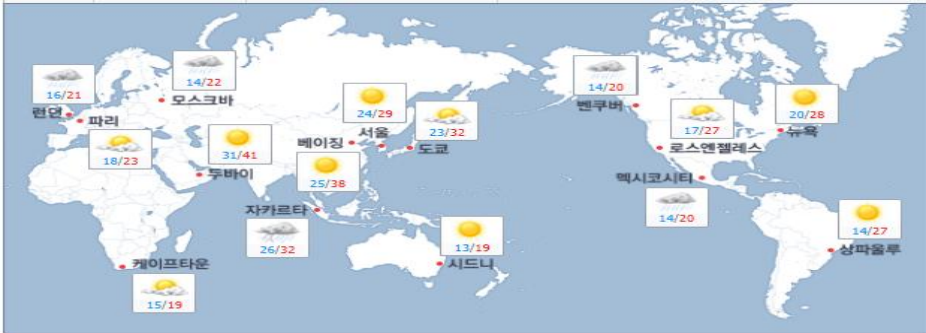 14/22
모스크바
16/21
런던
파리
18/23
31/41
두바이
24/29
서울
베이징
23/32
도쿄
25/38
자카르타
26/32
13/19
시드니
케이프타운
15/19
14/20
벤쿠버
17/27
로스엔젤레스
20/28
뉴욕
멕시코시티
14/20
14/27
상파울루